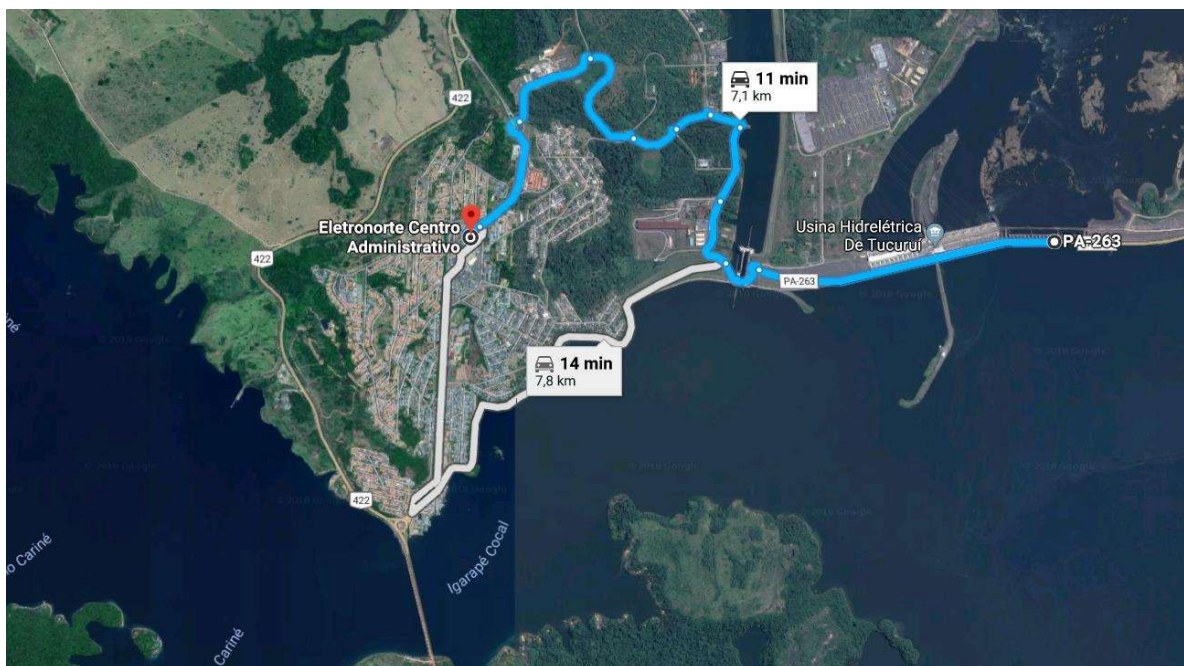 422
11 min
7,1 km
Eletronorte Centro
Administrativo
Usina Hidrelétrica
De Tucuruí
PA-263
PA-263
422
14 min
7,8 km
422
Igarapé Cocal
Cariné
Cariné